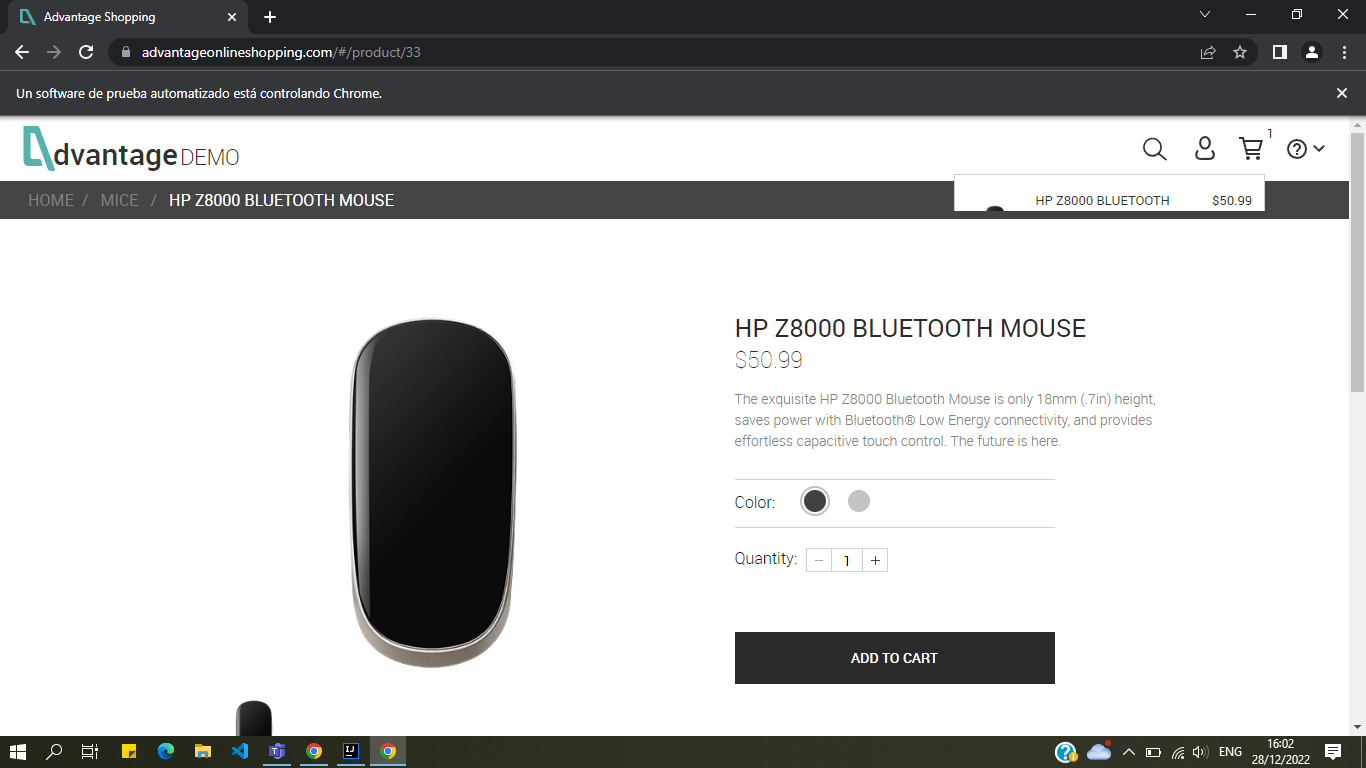 Advantage Shopping
advantageonlineshopping.com/#/product/33
Un software de prueba automatizado está controlando Chrome.
dvantage DEMO
1
HOME / MICE / HP Z8000 BLUETOOTH MOUSE
HP Z8000 BLUETOOTH $50.99
HP Z8000 BLUETOOTH MOUSE
$50.99
The exquisite HP Z8000 Bluetooth Mouse is only 18mm (.7in) height,
saves power with Bluetooth® Low Energy connectivity, and provides
effortless capacitive touch control. The future is here.
Color:
Quantity: − 1 +
ADD TO CART
ENG
16:02
28/12/2022